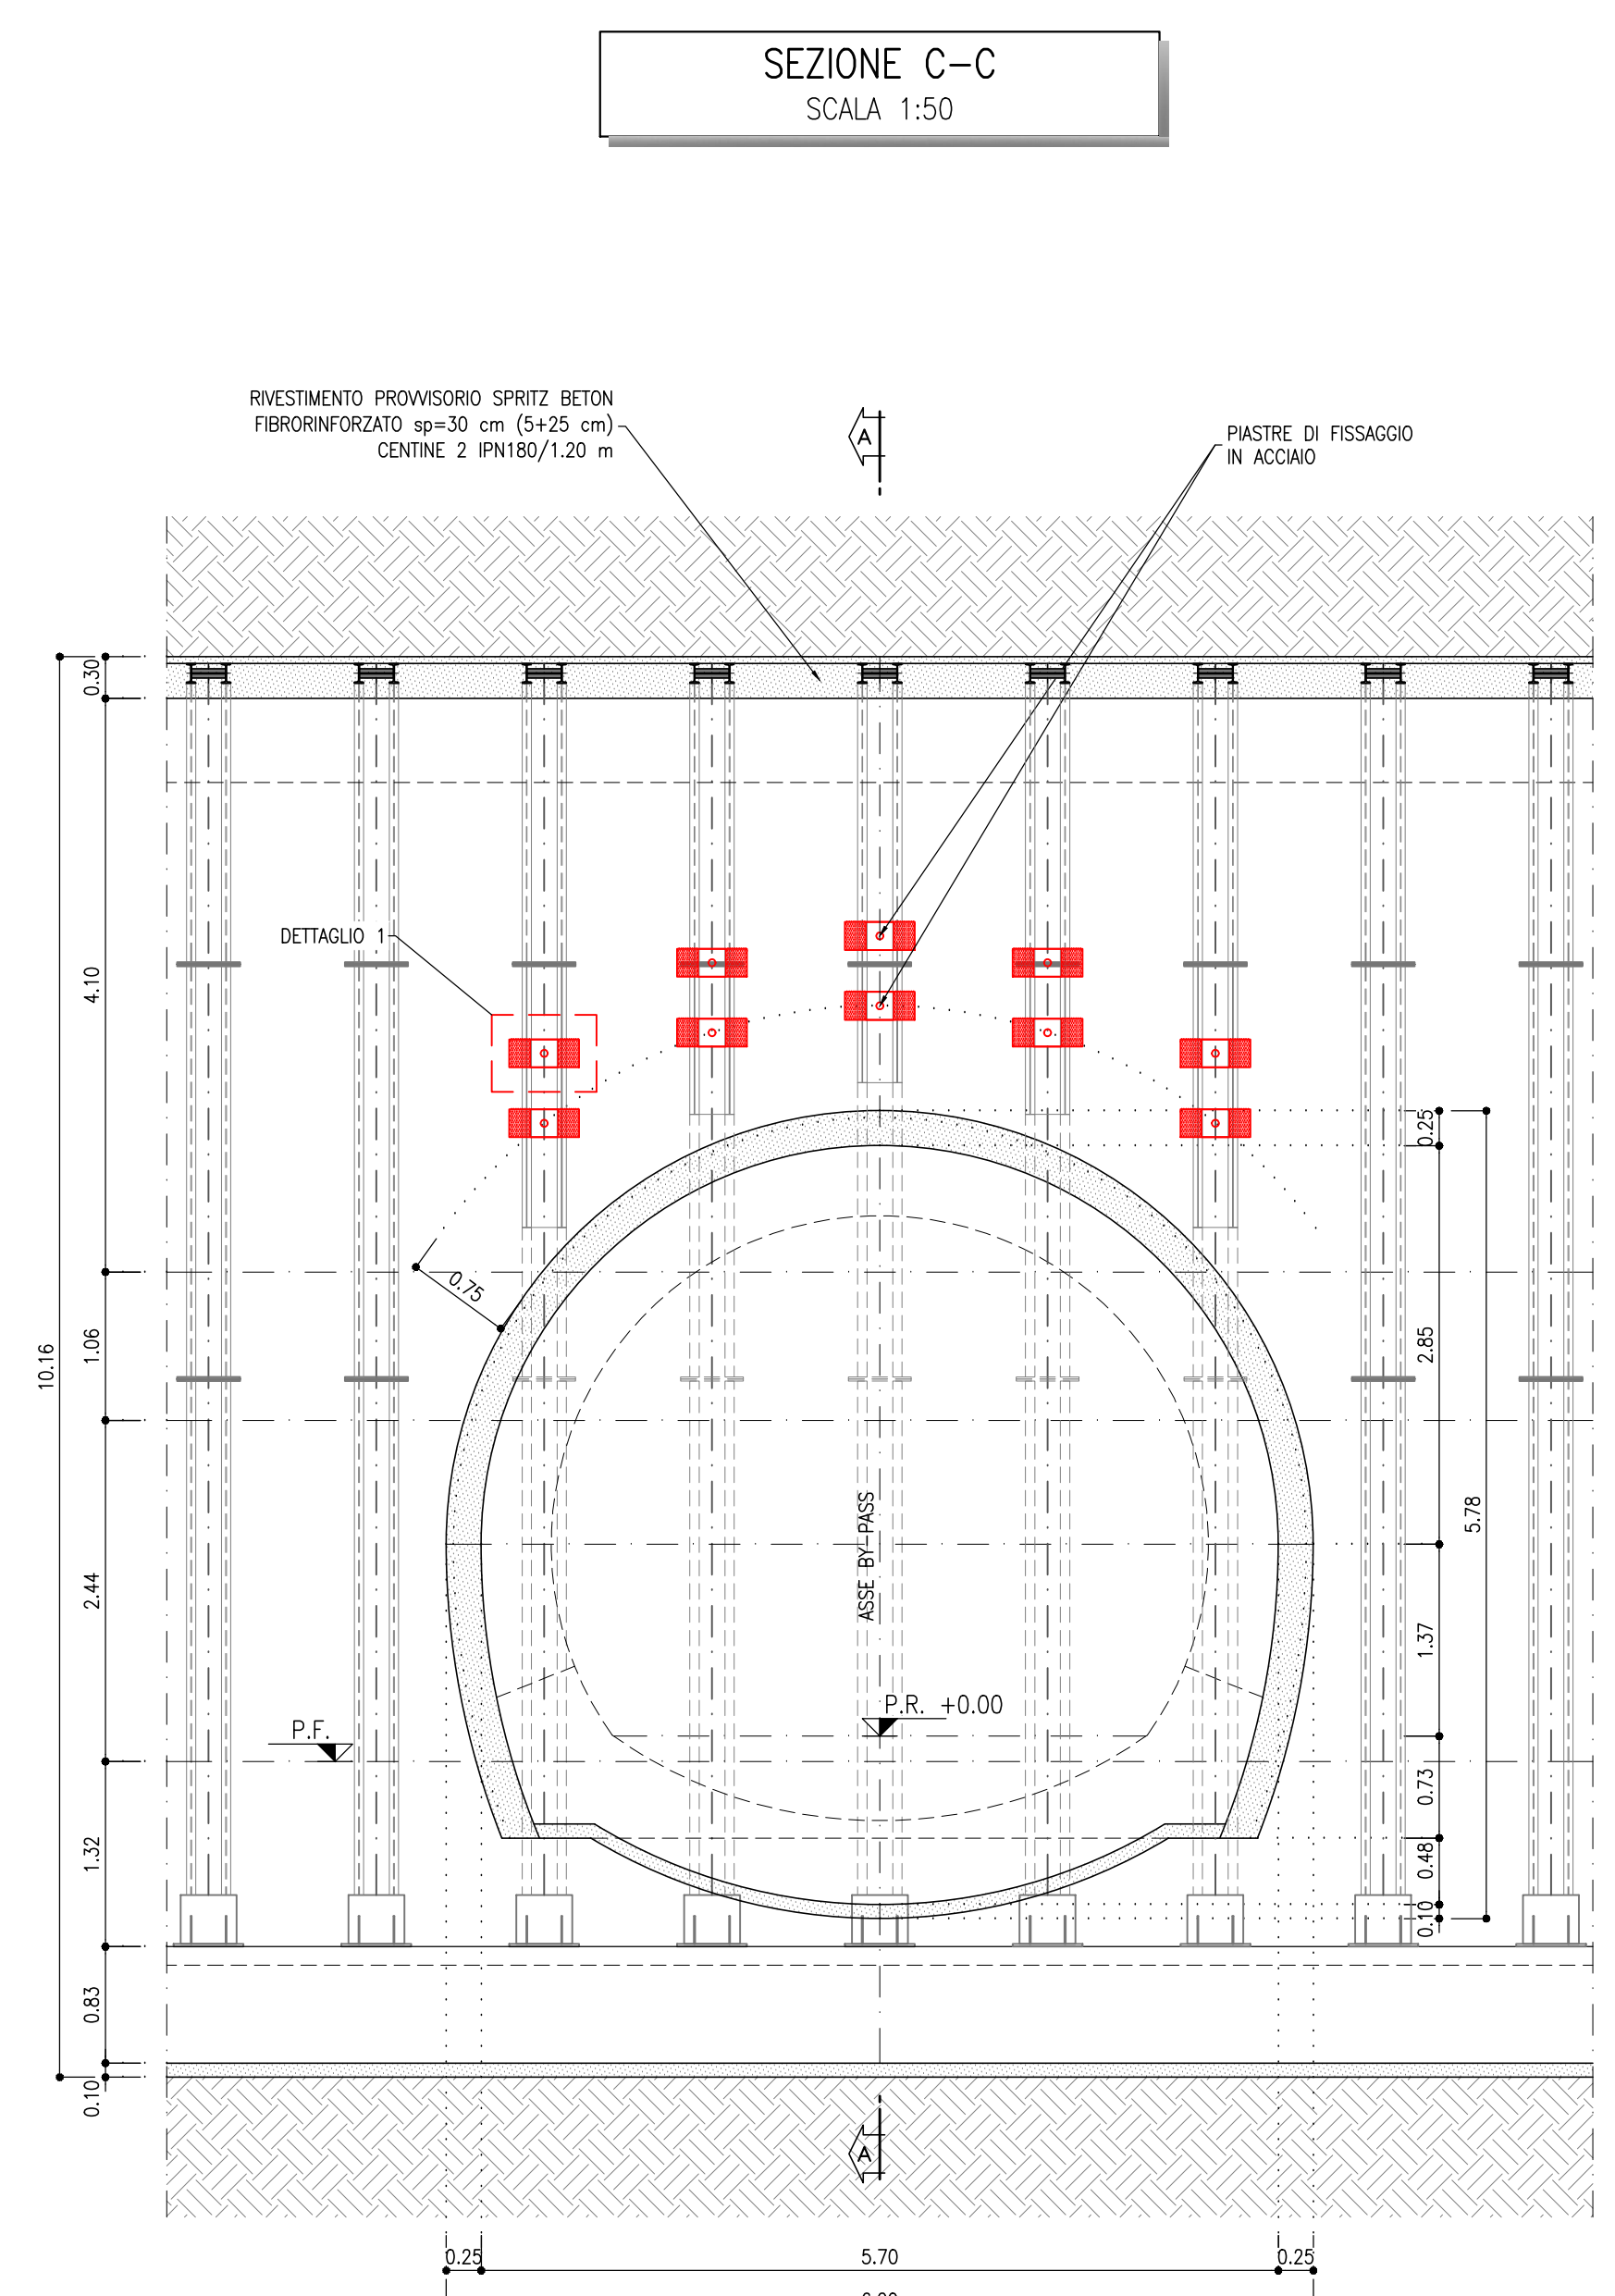 SEZIONE C-C
SCALA 1:50
RIVESTIMENTO PROVVISORIO SPRITZ BETON
FIBRORINFORZATO sp=30 cm (5+25 cm)
CENTINE 2 IPN180/1.20 m
A
PIASTRE DI FISSAGGIO
IN ACCIAIO
0.30
DETTAGLIO 1
4.10
0.25
0.75
1.06
10.16
2.85
5.78
ASSE BY-PASS
2.44
1.37
P.R. +0.00
P.F.
0.73
1.32
0.48
0.10
0.83
0.10
A
0.25
5.70
0.25